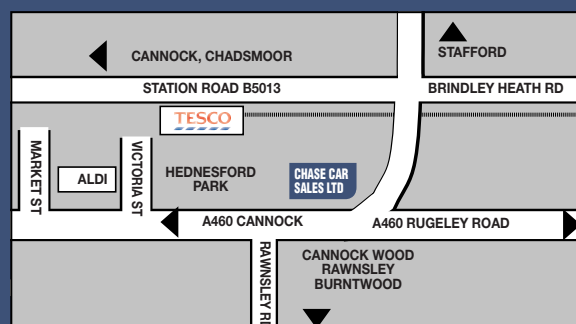 STAFFORD
CANNOCK, CHADSMOOR
STATION ROAD B5013
BRINDLEY HEATH RD
TESCO
MARKET ST
ALDI
VICTORIA ST
HEDNESFORD
PARK
CHASE CAR
SALES LTD
A460 CANNOCK
A460 RUGELEY ROAD
RAWNSLEY
CANNOCK WOOD
RAWNSLEY
BURNTWOOD